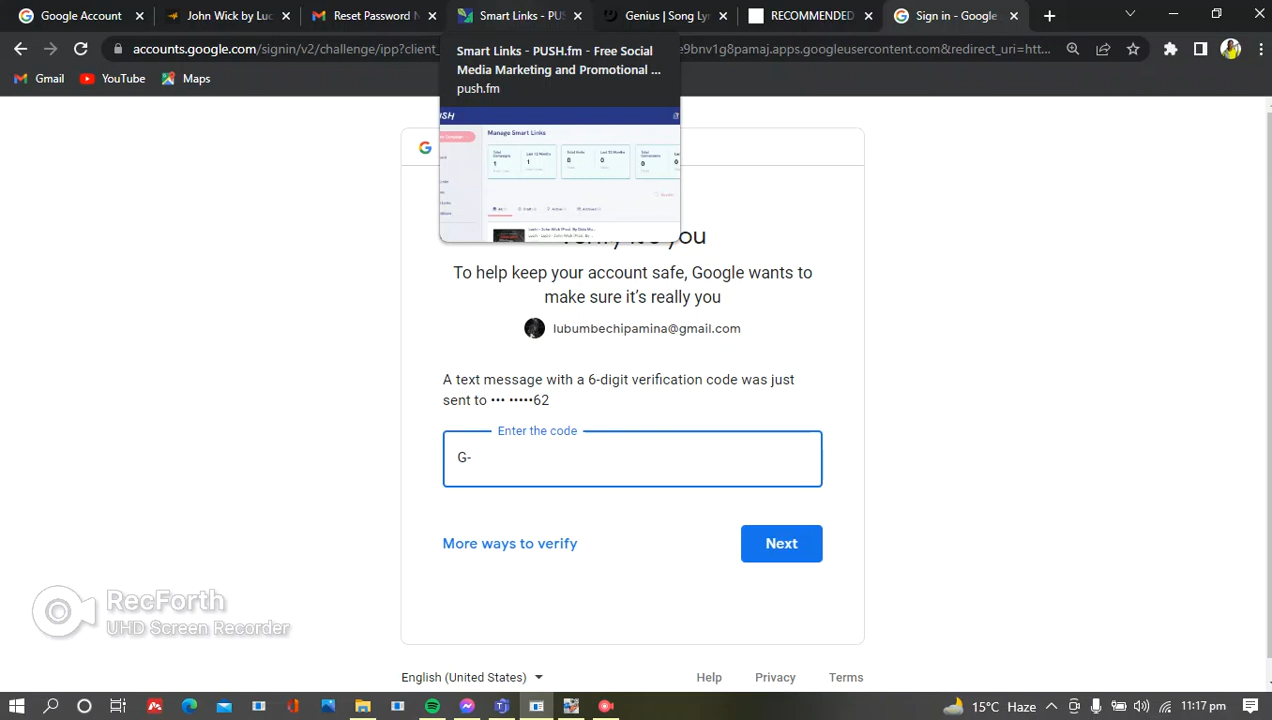 Google Account
John Wick by Luc
Reset Password N
Smart Links - PUS
Genius | Song Lyr
RECOMMENDED
Sign in - Google
accounts.google.com/signin/v2/challenge/ipp?client_
e9bnv1g8pamaj.apps.googleusercontent.com&redirect_uri=htt...
Gmail
YouTube
Maps
Smart Links - PUSH.fm - Free Social
Media Marketing and Promotional ...
push.fm
Manage Smart Links
Verify it's you
To help keep your account safe, Google wants to
make sure it's really you
lubumbechipamina@gmail.com
A text message with a 6-digit verification code was just
sent to ••• •••••62
Enter the code
G-
More ways to verify
Next
RecForth
UHD Screen Recorder
English (United States)
Help
Privacy
Terms
15°C Haze
11:17 pm